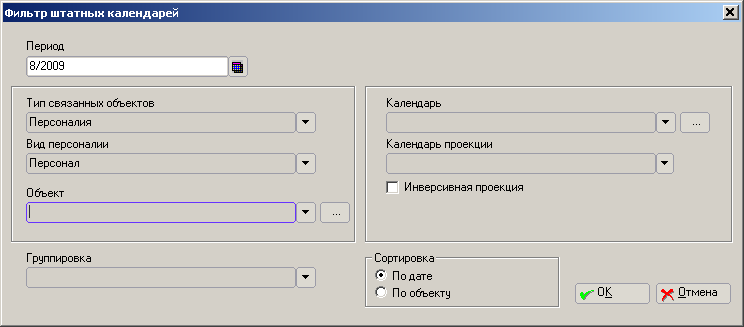 Фильтр штатных календарей
Период
8/2009
Тип связанных объектов
Персоналия
Вид персоналии
Персонал
Объект
...
Календарь
...
Календарь проекции
Инверсивная проекция
Группировка
Сортировка
По дате
По объекту
OK
Отмена